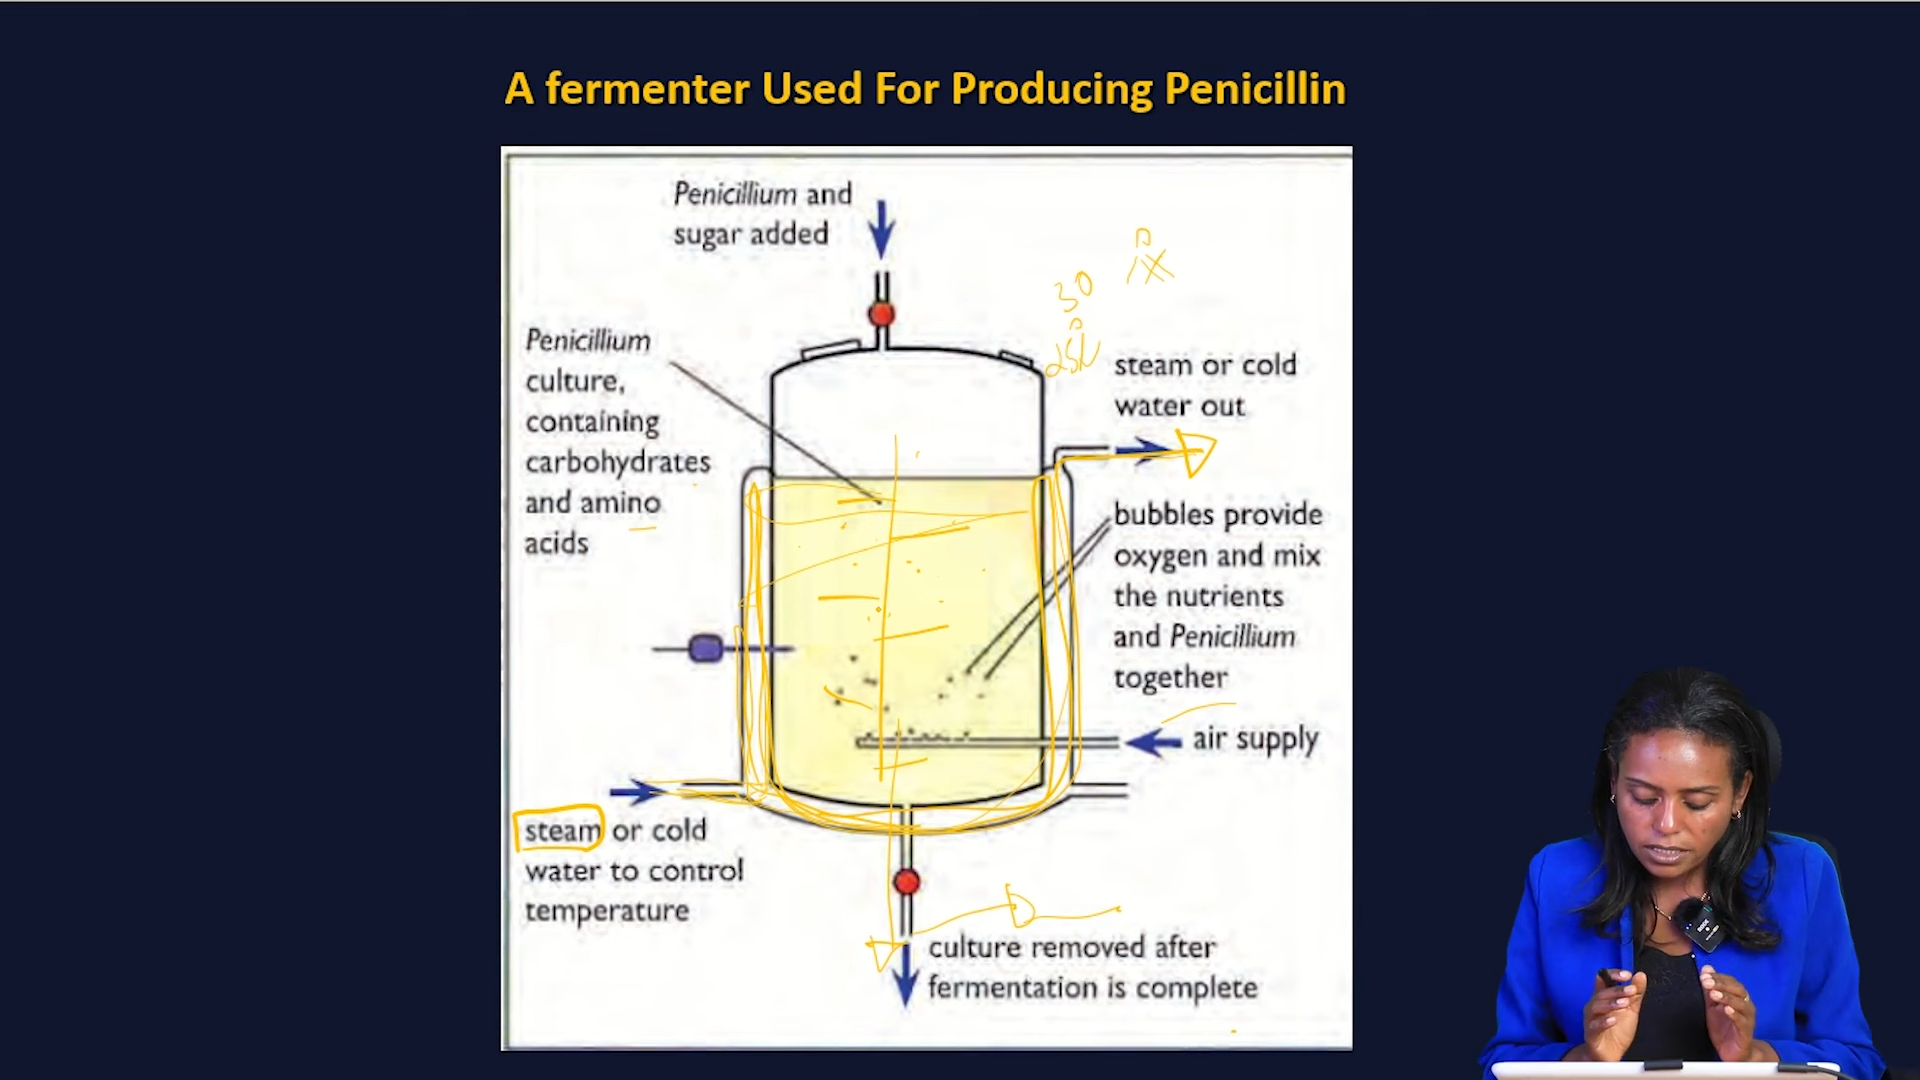 A fermenter Used For Producing Penicillin
Penicillium and
sugar added
30
Penicillium
culture,
containing
carbohydrates
and amino
acids
steam or cold
water out
bubbles provide
oxygen and mix
the nutrients
and Penicillium
together
air supply
steam or cold
water to control
temperature
culture removed after
fermentation is complete